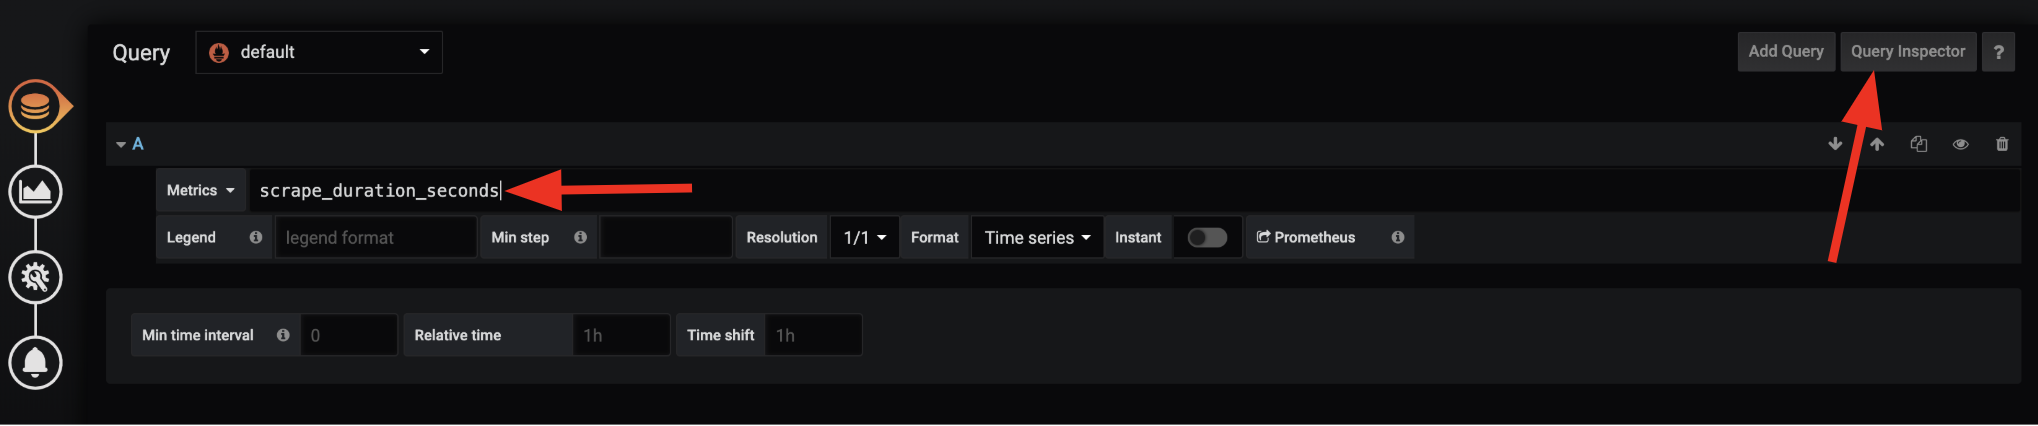 Query default Add Query Query Inspector ?
A
Metrics scrape_duration_seconds
Legend legend format Min step Resolution 1/1 Format Time series Instant Prometheus
Min time interval 0 Relative time 1h Time shift 1h